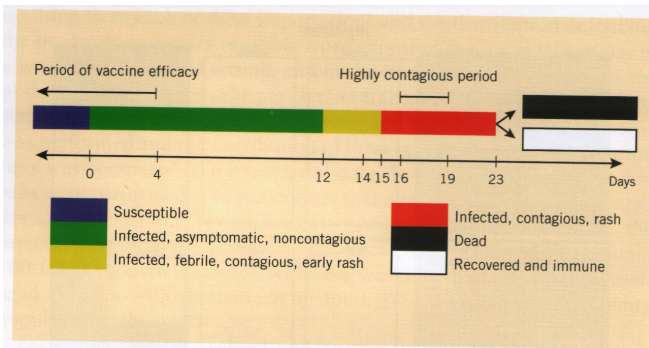 Period of vaccine efficacy
Highly contagious period
0 4 12 14 15 16 19 23 Days
Susceptible
Infected, asymptomatic, noncontagious
Infected, febrile, contagious, early rash
Infected, contagious, rash
Dead
Recovered and immune